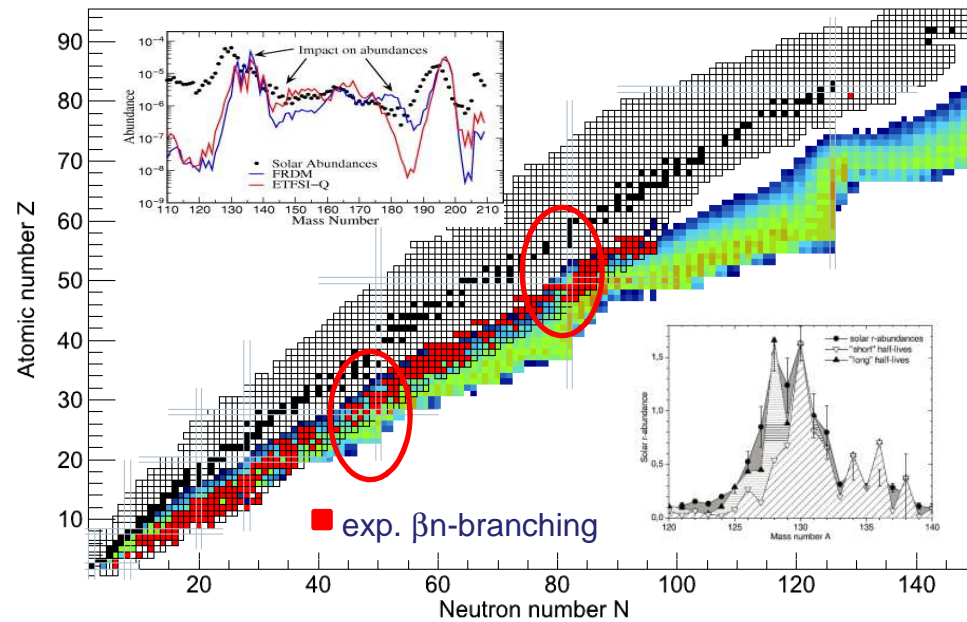 Atomic number Z
90
80
70
60
50
40
30
20
10
20
40
60
80
100
120
140
Neutron number N
exp. βn-branching
Impact on abundances
Abundance
10⁻⁴
10⁻⁵
10⁻⁶
10⁻⁷
10⁻⁸
10⁻⁹
Solar Abundances
FRDM
ETFSI-Q
110 120 130 140 150 160 170 180 190 200 210
Mass Number
solar r-abundances
"short" half-lives
"long" half-lives
Solar r-abundance
1,5
1,0
0,5
0,0
120 125 130 135 140
Mass number A